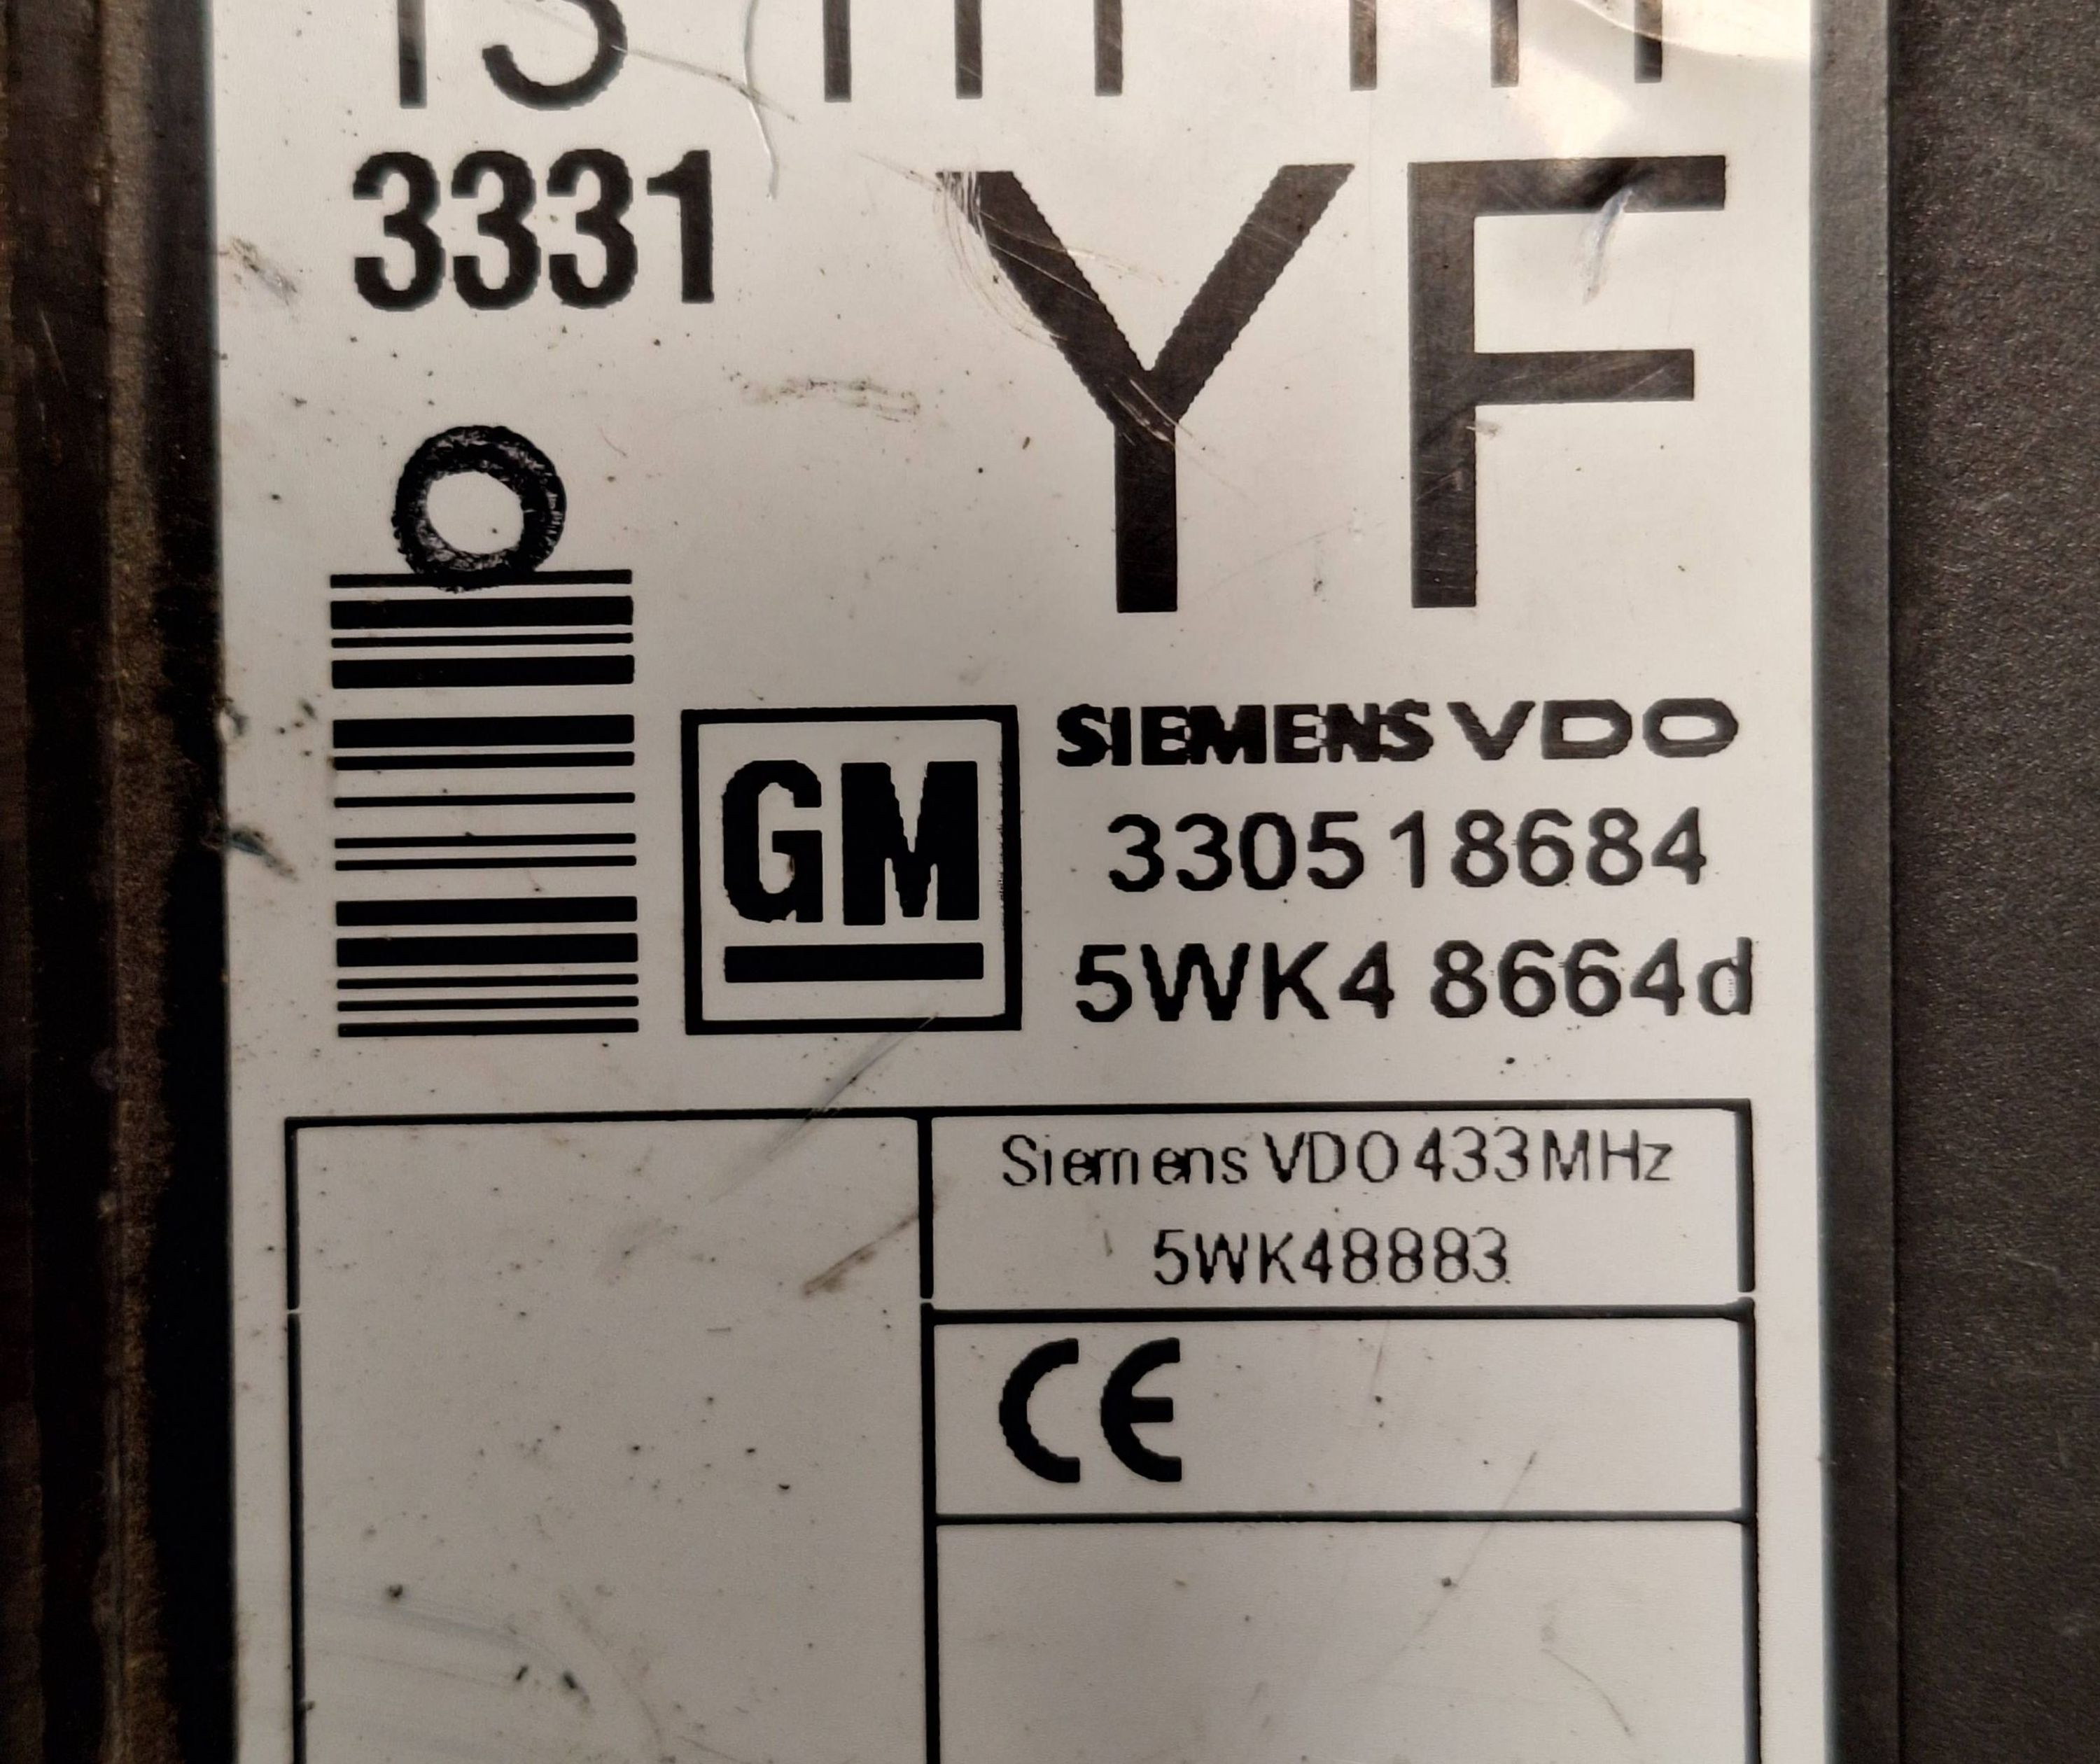 3331
YF
SIEMENS VDO
GM
330518684
5WK4 8664d
Siemens VDO 433MHz
5WK48883
CE